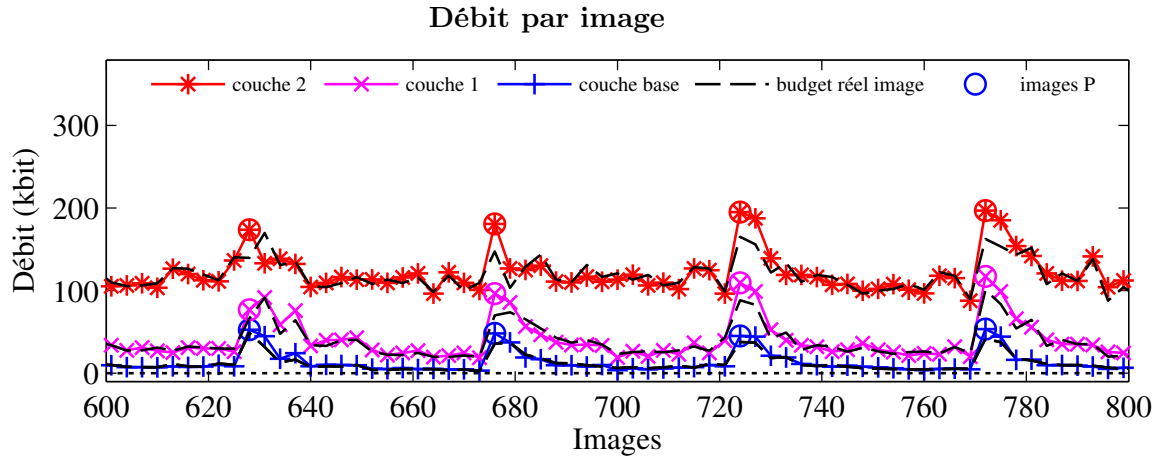 Débit par image
couche 2 couche 1 couche base budget réel image images P
Débit (kbit)
300
200
100
0
600 620 640 660 680 700 720 740 760 780 800
Images